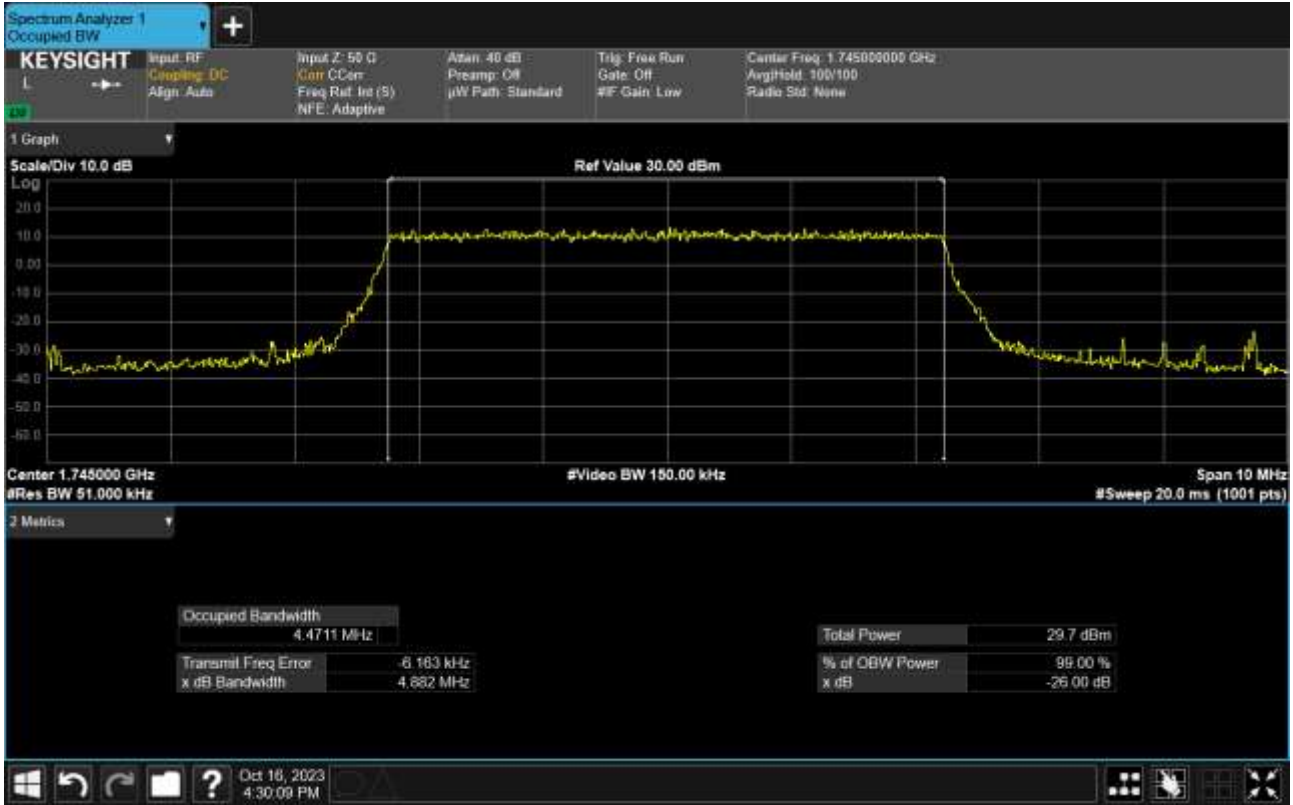 Spectrum Analyzer 1
Occupied BW
+
KEYSIGHT
L
Input: RF
Coupling: DC
Align: Auto
Input Z: 50 Ω
Corr CCorr
Freq Ref: Int (S)
NFE: Adaptive
Atten: 40 dB
Preamp: Off
µW Path: Standard
Trig: Free Run
Gate: Off
#IF Gain: Low
Center Freq: 1.745000000 GHz
Avg|Hold: 100/100
Radio Std: None
1 Graph
Scale/Div 10.0 dB
Ref Value 30.00 dBm
Log
20.0
10.0
0.00
-10.0
-20.0
-30.0
-40.0
-50.0
-60.0
Center 1.745000 GHz
#Video BW 150.00 kHz
Span 10 MHz
#Res BW 51.000 kHz
#Sweep 20.0 ms (1001 pts)
2 Metrics
Occupied Bandwidth
4.4711 MHz
Total Power 29.7 dBm
Transmit Freq Error -6.163 kHz
% of OBW Power 99.00 %
x dB Bandwidth 4.882 MHz
x dB -26.00 dB
?
Oct 16, 2023
4:30:09 PM